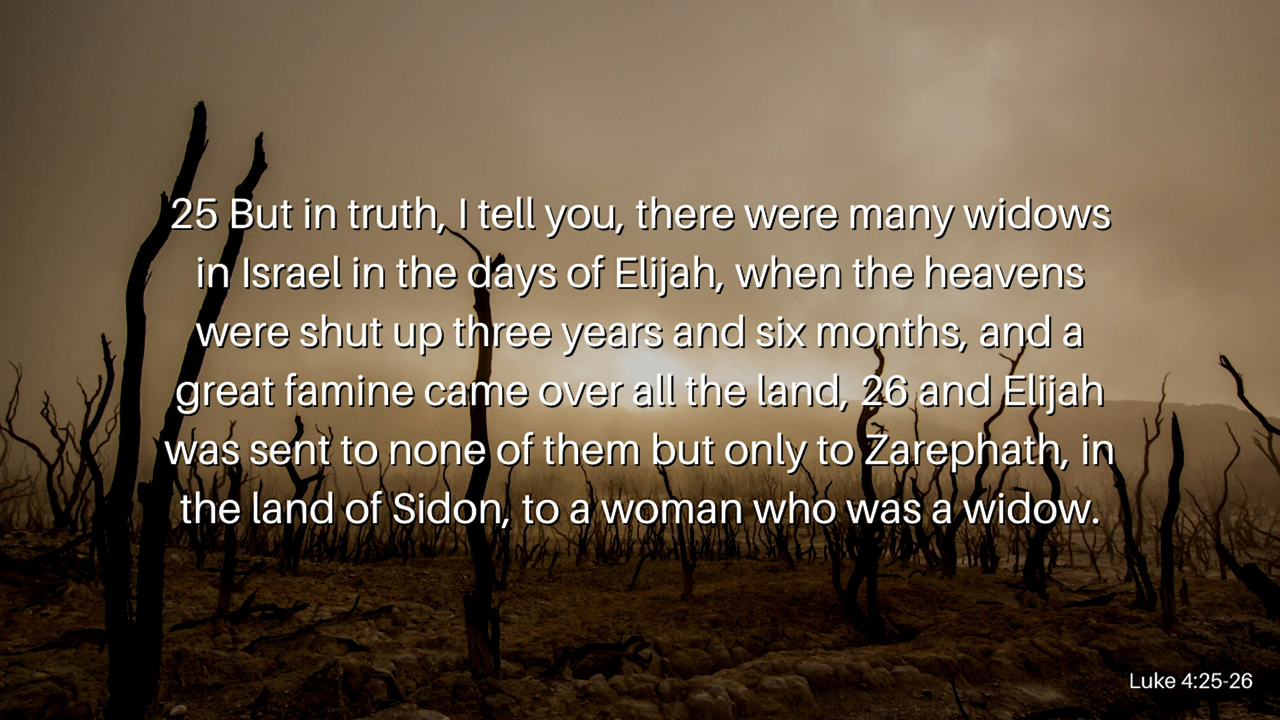 25 But in truth, I tell you, there were many widows
in Israel in the days of Elijah, when the heavens
were shut up three years and six months, and a
great famine came over all the land, 26 and Elijah
was sent to none of them but only to Zarephath, in
the land of Sidon, to a woman who was a widow.
Luke 4:25-26